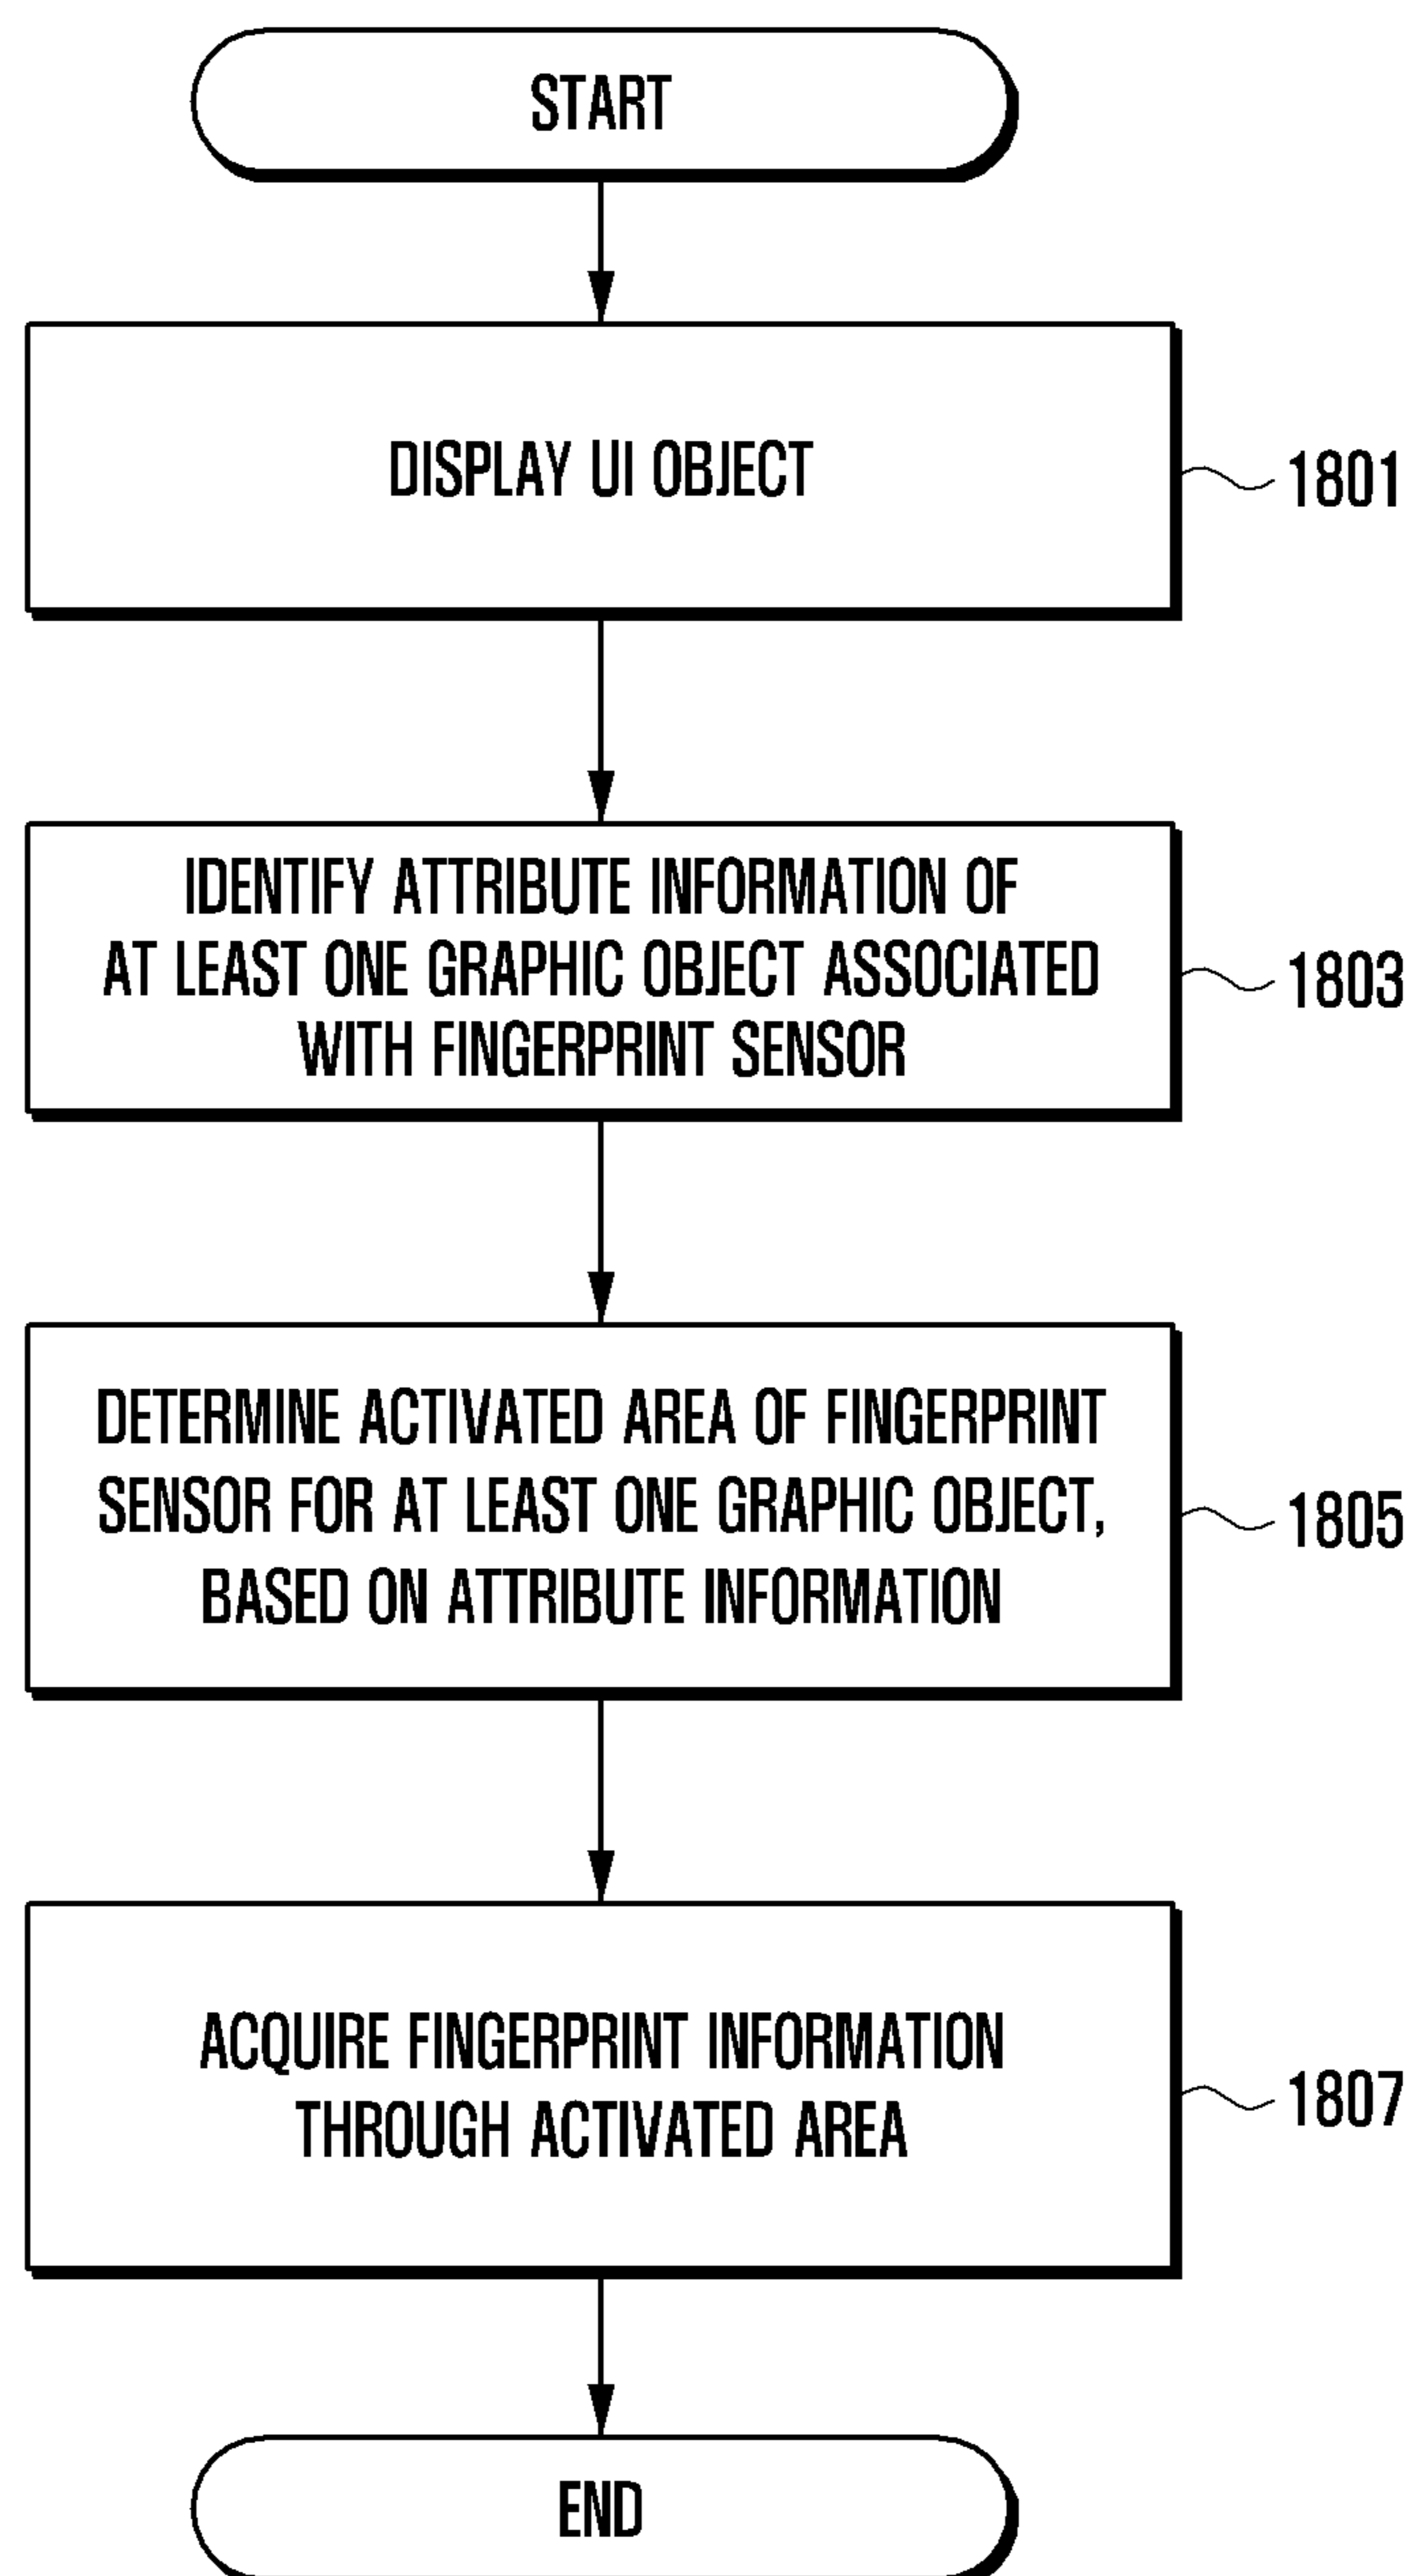 START
DISPLAY UI OBJECT
1801
IDENTIFY ATTRIBUTE INFORMATION OF
AT LEAST ONE GRAPHIC OBJECT ASSOCIATED
WITH FINGERPRINT SENSOR
1803
DETERMINE ACTIVATED AREA OF FINGERPRINT
SENSOR FOR AT LEAST ONE GRAPHIC OBJECT,
BASED ON ATTRIBUTE INFORMATION
1805
ACQUIRE FINGERPRINT INFORMATION
THROUGH ACTIVATED AREA
1807
END